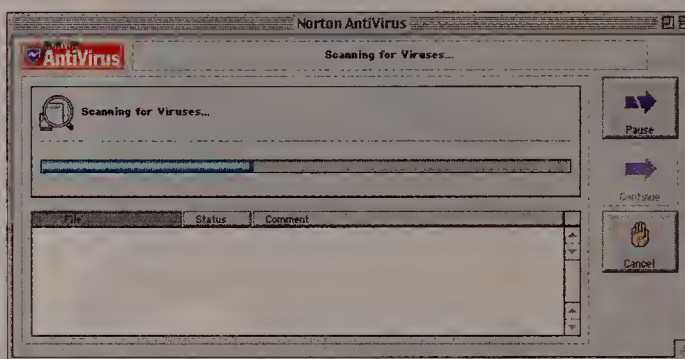 Norton AntiVirus
AntiVirus
Scanning for Viruses...
Scanning for Viruses...
Pause
Continue
File Status Comment
Cancel